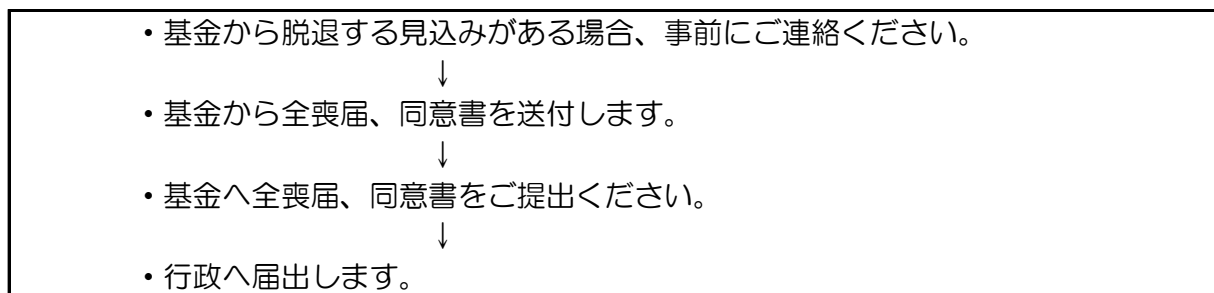 ・基金から脱退する見込みがある場合、事前にご連絡ください。
↓
・基金から全喪届、同意書を送付します。
↓
・基金へ全喪届、同意書をご提出ください。
↓
・行政へ届出します。